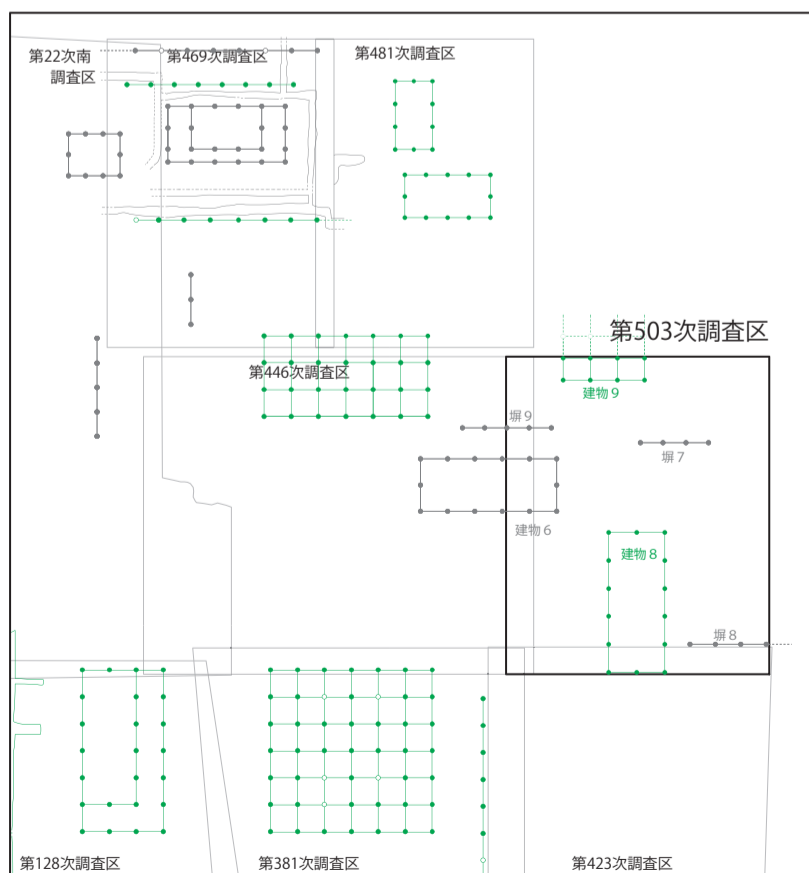 第22次南
調査区
第469次調査区
第481次調査区
第503次調査区
第446次調査区
建物9
塀9
塀7
建物6
建物8
塀8
第128次調査区
第381次調査区
第423次調査区